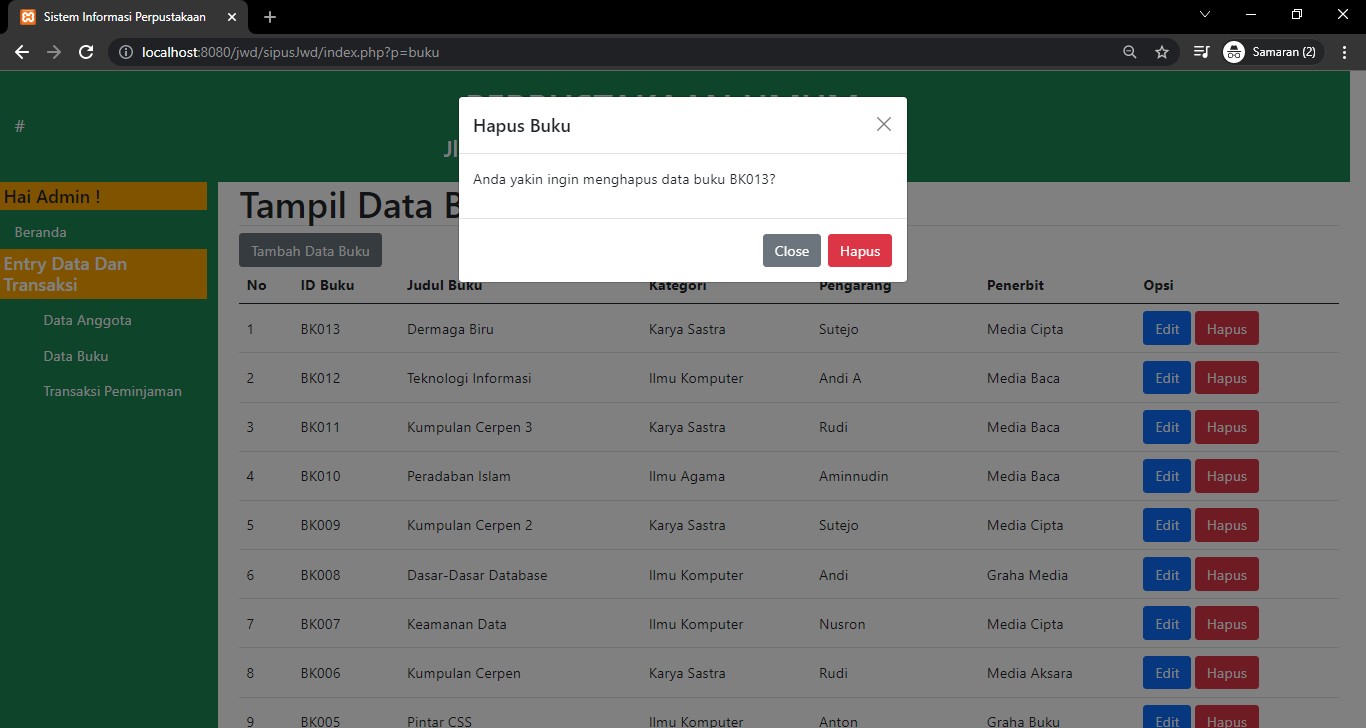 Sistem Informasi Perpustakaan
localhost:8080/jwd/sipusJwd/index.php?p=buku
Samaran (2)
#
Hapus Buku
Anda yakin ingin menghapus data buku BK013?
Close Hapus
Hai Admin !
Beranda
Entry Data Dan
Transaksi
Data Anggota
Data Buku
Transaksi Peminjaman
Tampil Data
Tambah Data Buku
No ID Buku Judul Buku Kategori Pengarang Penerbit Opsi
1 BK013 Dermaga Biru Karya Sastra Sutejo Media Cipta Edit Hapus
2 BK012 Teknologi Informasi Ilmu Komputer Andi A Media Baca Edit Hapus
3 BK011 Kumpulan Cerpen 3 Karya Sastra Rudi Media Baca Edit Hapus
4 BK010 Peradaban Islam Ilmu Agama Aminnudin Media Baca Edit Hapus
5 BK009 Kumpulan Cerpen 2 Karya Sastra Sutejo Media Cipta Edit Hapus
6 BK008 Dasar-Dasar Database Ilmu Komputer Andi Graha Media Edit Hapus
7 BK007 Keamanan Data Ilmu Komputer Nusron Media Cipta Edit Hapus
8 BK006 Kumpulan Cerpen Karya Sastra Rudi Media Aksara Edit Hapus
9 BK005 Pintar CSS Ilmu Komputer Anton Graha Buku Edit Hapus